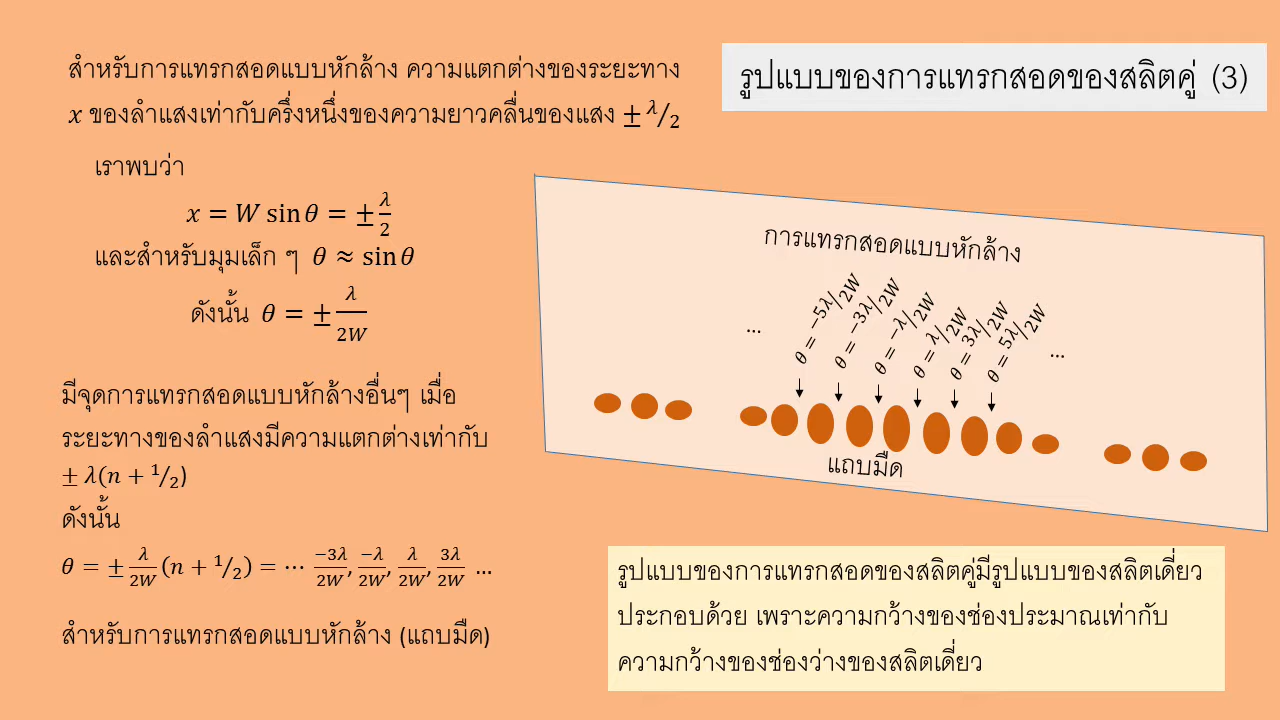 รูปแบบของการแทรกสอดของสลิตคู่ (3)
สำหรับการแทรกสอดแบบหักล้าง ความแตกต่างของระยะทาง
x ของลำแสงเท่ากับครึ่งหนึ่งของความยาวคลื่นของแสง ± λ/2
เราพบว่า
x = W sin θ = ± λ/2
และสำหรับมุมเล็ก ๆ θ ≈ sin θ
ดังนั้น θ = ± λ/2W
มีจุดการแทรกสอดแบบหักล้างอื่นๆ เมื่อ
ระยะทางของลำแสงมีความแตกต่างเท่ากับ
± λ(n + 1/2)
ดังนั้น
θ = ± λ/2W (n + 1/2) = ⋯ −3λ/2W, −λ/2W, λ/2W, 3λ/2W ...
สำหรับการแทรกสอดแบบหักล้าง (แถบมืด)
การแทรกสอดแบบหักล้าง
...
θ = −5λ/2W
θ = −3λ/2W
θ = −λ/2W
θ = λ/2W
θ = 3λ/2W
θ = 5λ/2W
...
แถบมืด
รูปแบบของการแทรกสอดของสลิตคู่มีรูปแบบของสลิตเดี่ยว
ประกอบด้วย เพราะความกว้างของช่องประมาณเท่ากับ
ความกว้างของช่องว่างของสลิตเดี่ยว